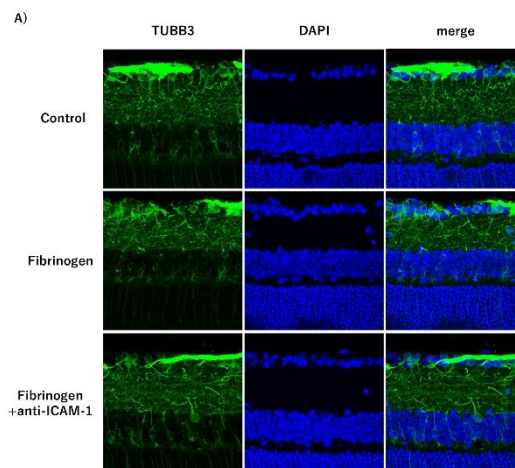 A)
TUBB3 DAPI merge
Control
Fibrinogen
Fibrinogen
+anti-ICAM-1